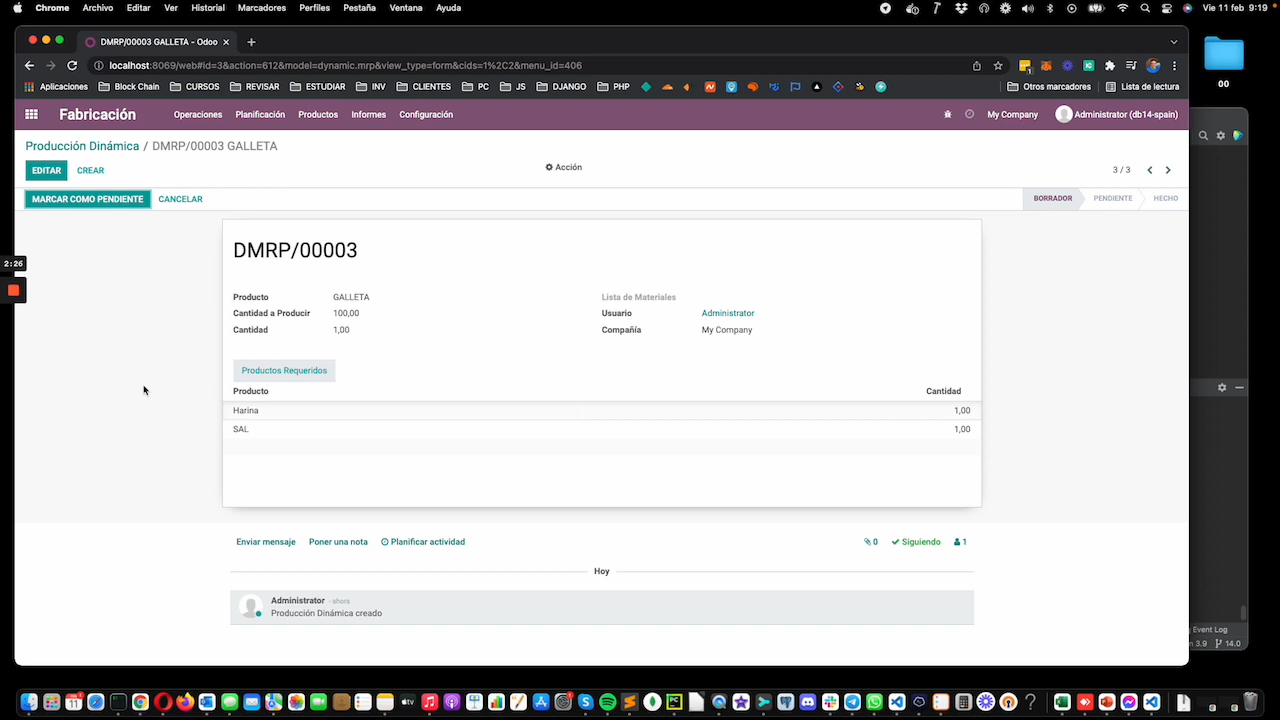 Chrome Archivo Editar Ver Historial Marcadores Perfiles Pestaña Ventana Ayuda Vie 11 feb 9:19
DMRP/00003 GALLETA - Odoo
localhost:8069/web#id=3&action=612&model=dynamic.mrp&view_type=form&cids=1%2C2&menu_id=406
Aplicaciones Block Chain CURSOS REVISAR ESTUDIAR INV CLIENTES PC JS DJANGO PHP Otros marcadores Lista de lectura
00
Fabricación Operaciones Planificación Productos Informes Configuración My Company Administrator (db14-spain)
Producción Dinámica / DMRP/00003 GALLETA
EDITAR CREAR Acción 3 / 3
MARCAR COMO PENDIENTE CANCELAR BORRADOR PENDIENTE HECHO
DMRP/00003
2:26
Producto GALLETA Lista de Materiales
Cantidad a Producir 100,00 Usuario Administrator
Cantidad 1,00 Compañía My Company
Productos Requeridos
Producto Cantidad
Harina 1,00
SAL 1,00
Enviar mensaje Poner una nota Planificar actividad 0 Siguiendo 1
Hoy
Administrator - ahora
Producción Dinámica creado
Event Log
3.9 14.0